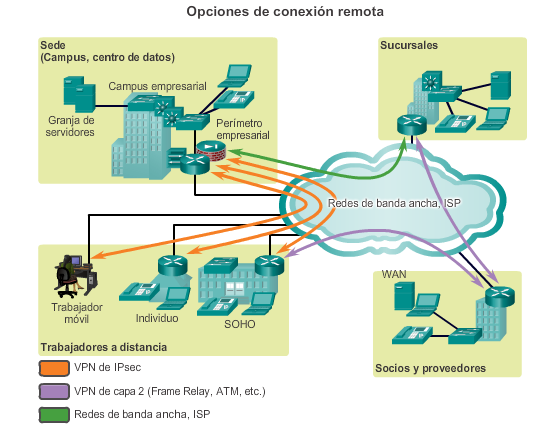 Opciones de conexión remota
Sede
(Campus, centro de datos)
Campus empresarial
Granja de
servidores
Perímetro
empresarial
Sucursales
Redes de banda ancha, ISP
Trabajador
móvil
Individuo
SOHO
Trabajadores a distancia
WAN
Socios y proveedores
VPN de IPsec
VPN de capa 2 (Frame Relay, ATM, etc.)
Redes de banda ancha, ISP